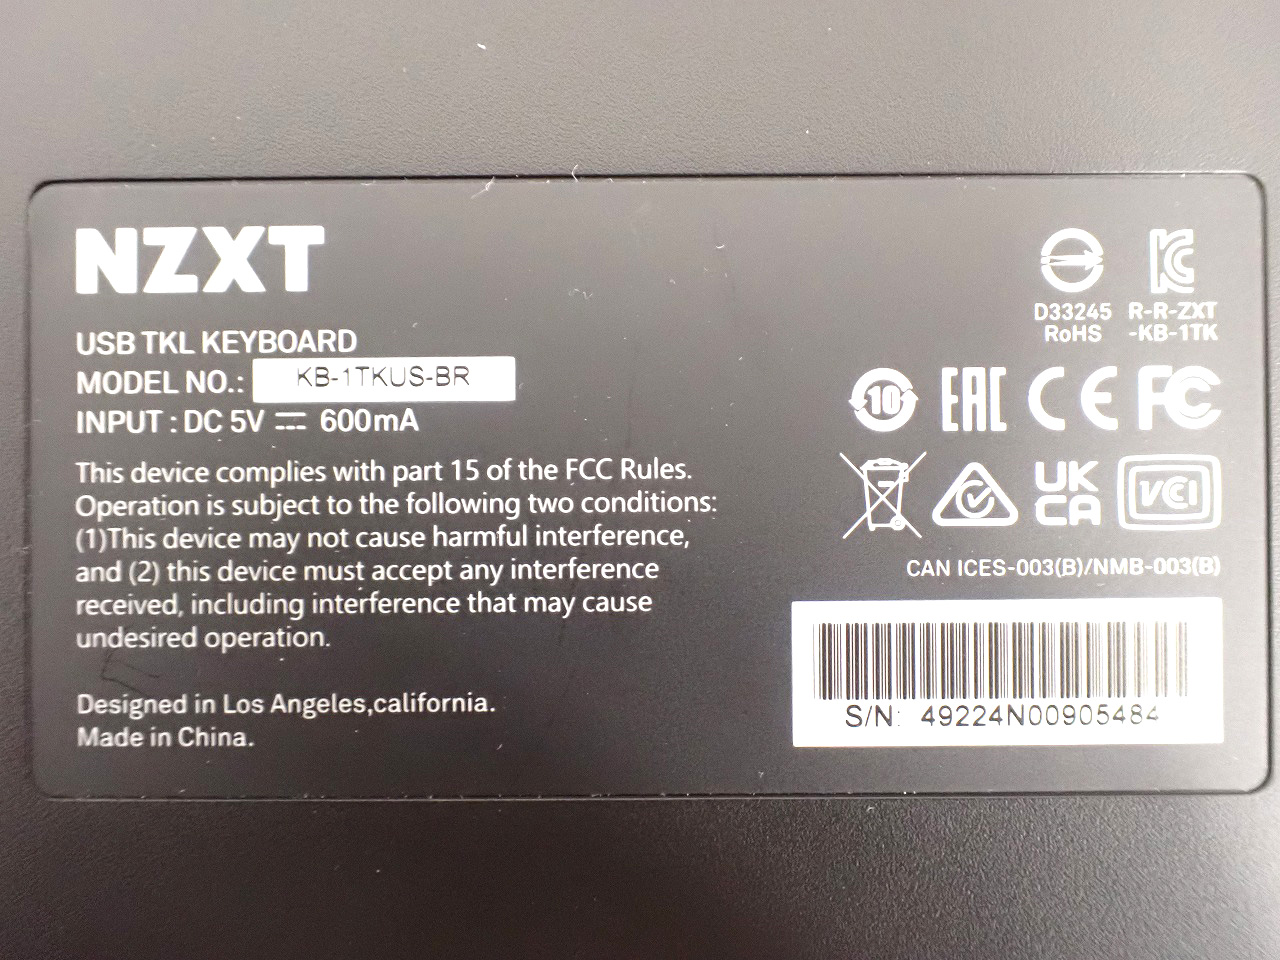 NZXT
USB TKL KEYBOARD
MODEL NO.: KB-1TKUS-BR
INPUT : DC 5V ⎓ 600mA
This device complies with part 15 of the FCC Rules.
Operation is subject to the following two conditions:
(1)This device may not cause harmful interference,
and (2) this device must accept any interference
received, including interference that may cause
undesired operation.
Designed in Los Angeles,california.
Made in China.
D33245
RoHS
R-R-ZXT
-KB-1TK
10 EAC CE FC
UK
CA
VCI
CAN ICES-003(B)/NMB-003(B)
S/N: 49224N00905484